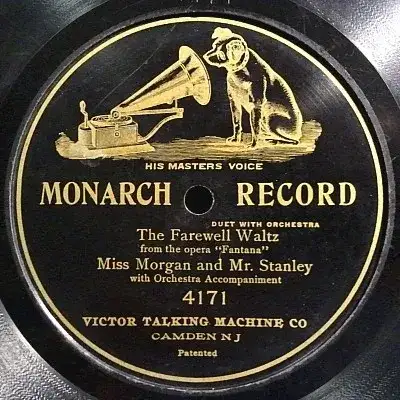 HIS MASTERS VOICE
MONARCH RECORD
DUET WITH ORCHESTRA
The Farewell Waltz
from the opera "Fantana"
Miss Morgan and Mr. Stanley
with Orchestra Accompaniment
4171
VICTOR TALKING MACHINE CO
CAMDEN N J
Patented